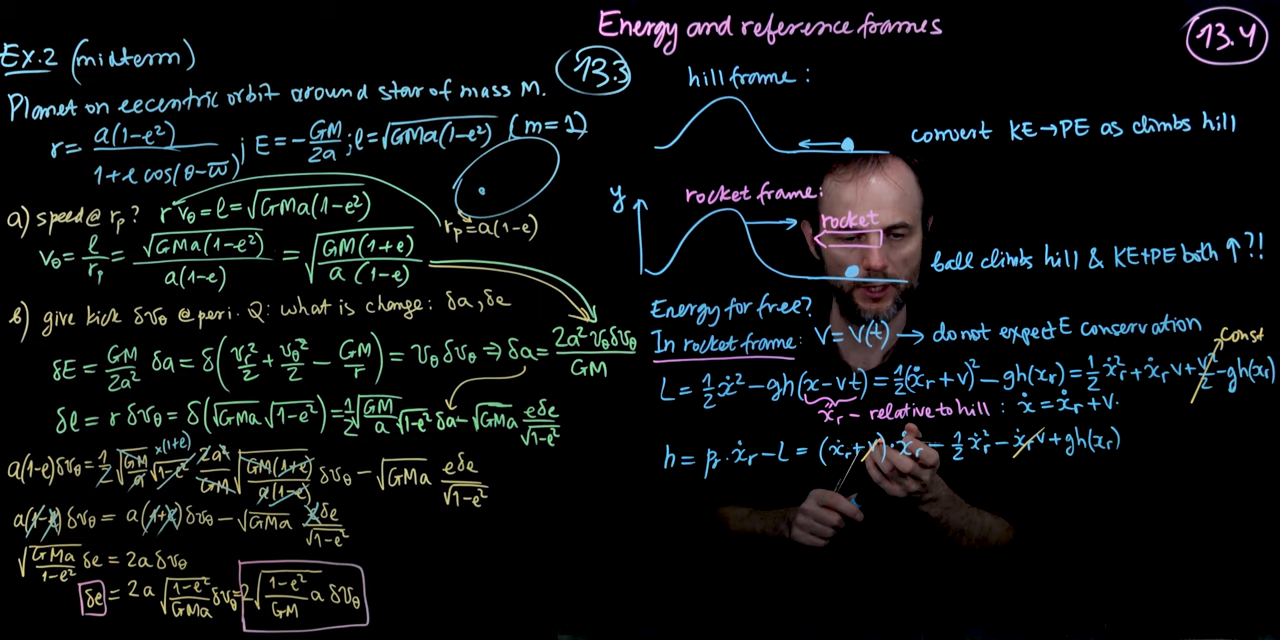 Ex.2 (midterm)
13.3
Planet on eccentric orbit around star of mass M.
r = a(1-e²) / 1+e cos(θ-ϖ) ; E = -GM/2a ; ℓ = √GMa(1-e²) (m=1)
a) speed @ rₚ? r v_θ = ℓ = √GMa(1-e²)
rₚ = a(1-e)
v_θ = ℓ/rₚ = √GMa(1-e²) / a(1-e) = √GM(1+e) / a(1-e)
b) give kick δv_θ @ peri. Q: what is change: δa, δe
δE = GM/2a² δa = δ(v_r²/2 + v_θ²/2 - GM/r) = v_θ δv_θ ⇒ δa = 2a² v_θ δv_θ / GM
δℓ = r δv_θ = δ(√GMa √1-e²) = 1/2 √GM/a √1-e² δa - √GMa eδe/√1-e²
a(1-e) δv_θ = 1/2 √GM/a √1-e² ×(1+e) 2a²/GM √GM(1+e)/a(1-e) δv_θ - √GMa eδe/√1-e²
a(1-e) δv_θ = a(1+e) δv_θ - √GMa eδe/√1-e²
√GMa/1-e² δe = 2a δv_θ
δe = 2a √1-e²/GMa δv_θ = 2√1-e²/GM a δv_θ
Energy and reference frames
13.4
hill frame:
convert KE→PE as climbs hill
y
rocket frame:
rocket
ball climbs hill & KE+PE both ↑?!
Energy for free?
In rocket frame: V = V(t) → do not expect E conservation
const
L = 1/2 ẋ² - gh(x - vt) = 1/2(ẋ_r + v)² - gh(x_r) = 1/2 ẋ_r² + ẋ_r v + v²/2 - gh(x_r)
x_r - relative to hill: ẋ = ẋ_r + v.
h = p_r · ẋ_r - L = (ẋ_r + v) · ẋ_r - 1/2 ẋ_r² - ẋ_r v + gh(x_r)